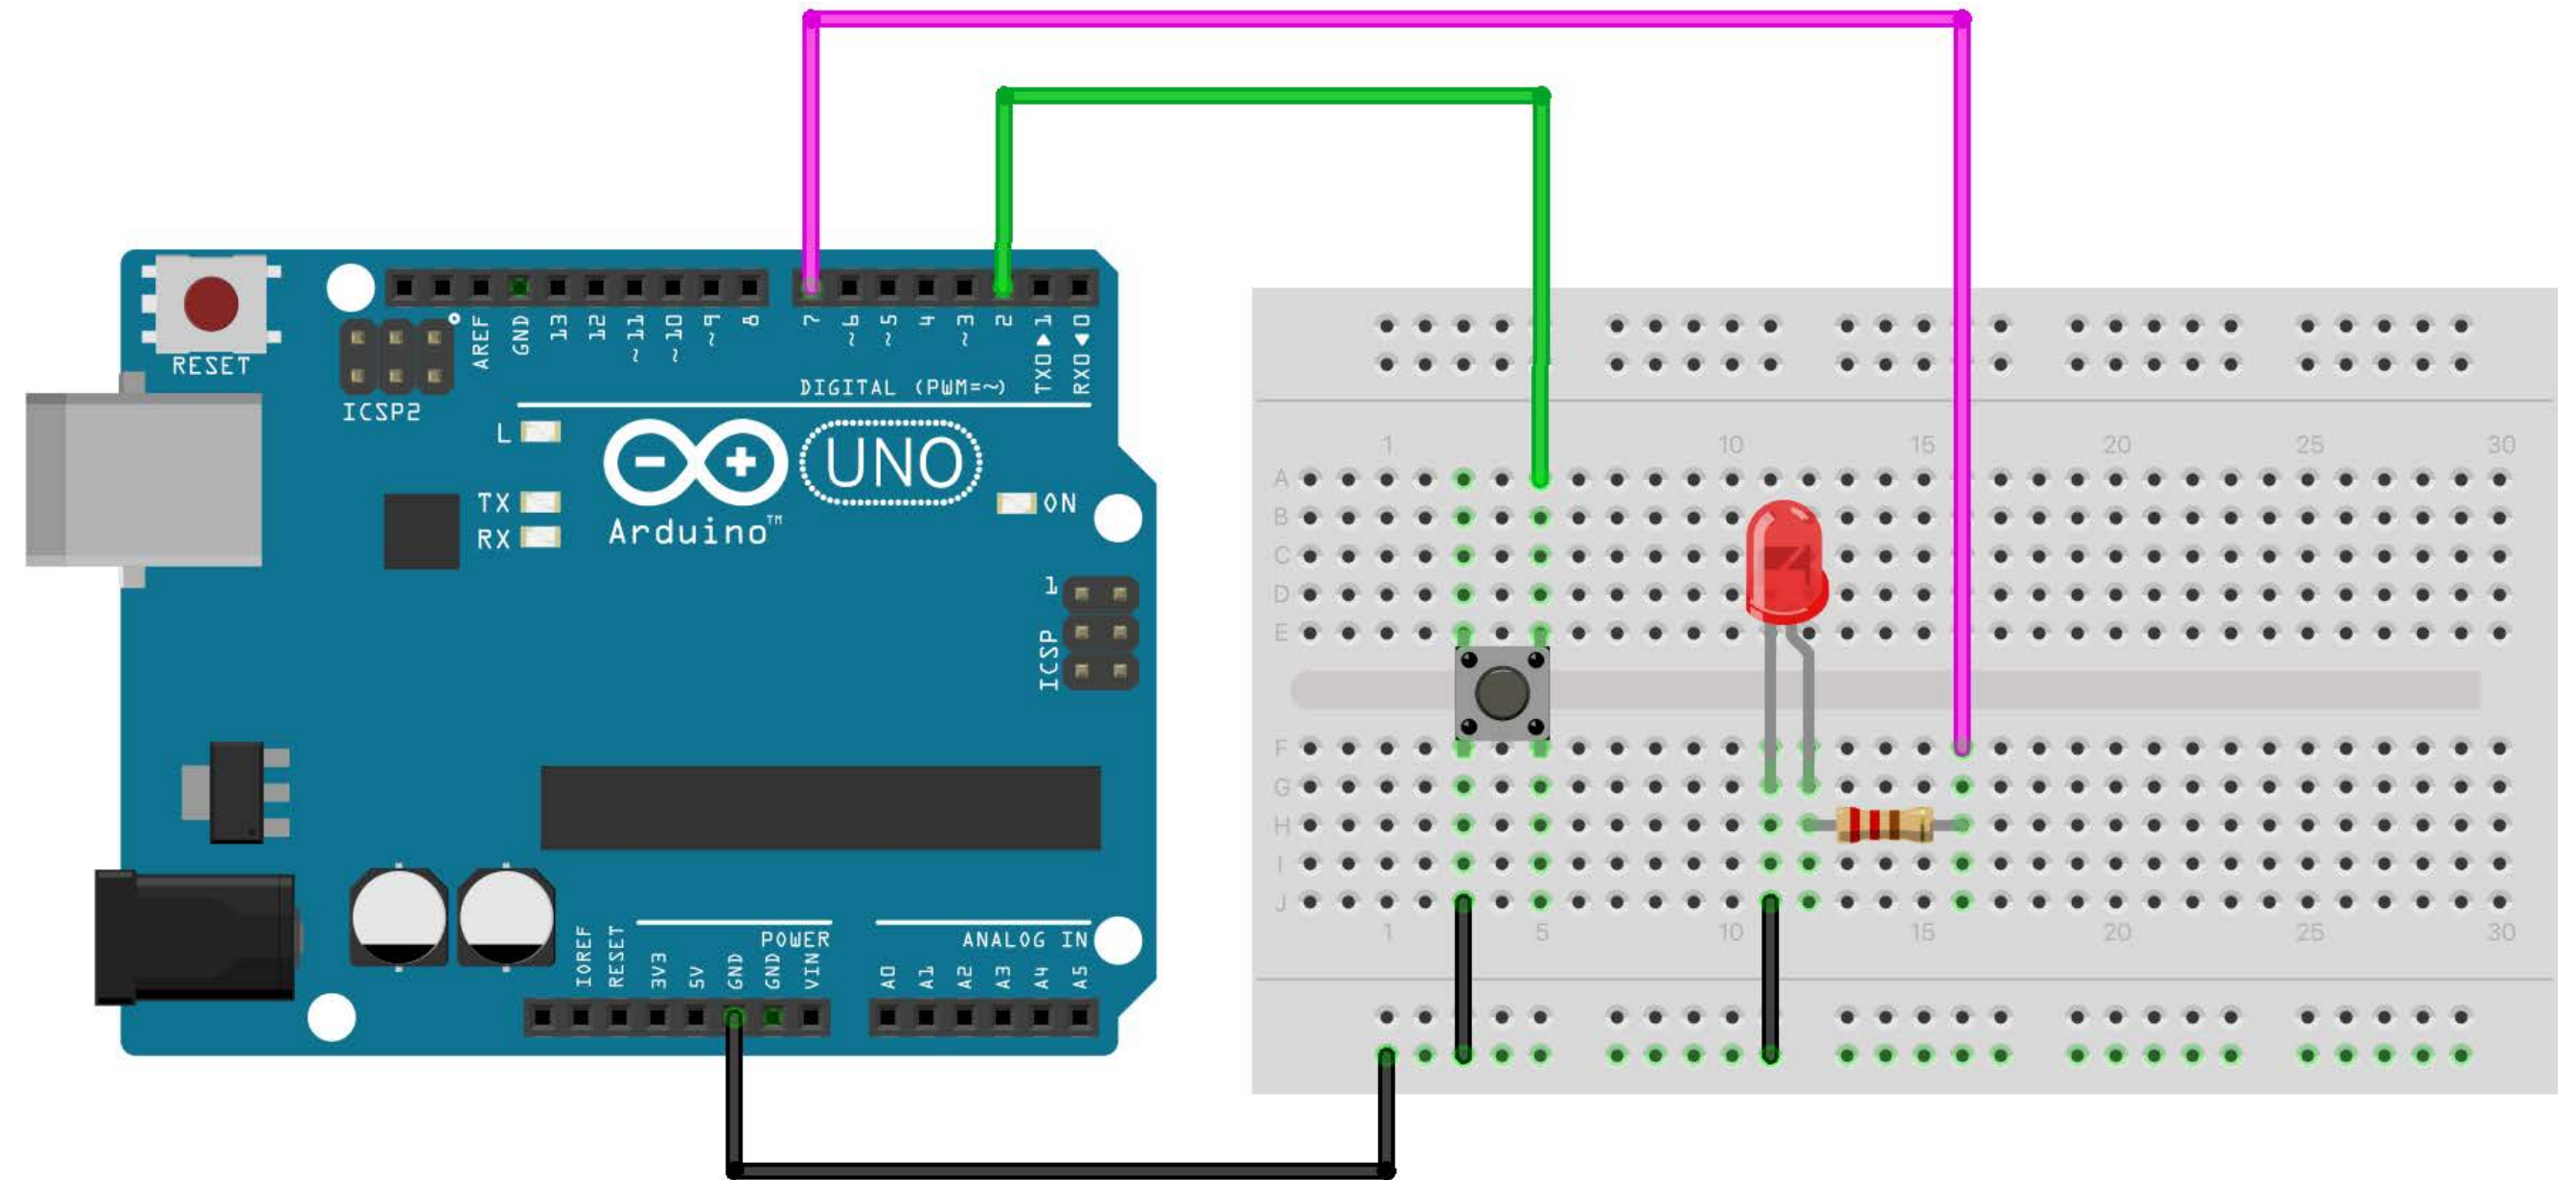 RESET
ICSP2
AREF
GND
13
12
~11
~10
~9
8
7
~6
~5
4
~3
2
TX0▶1
RX0◀0
DIGITAL (PWM=~)
L
TX
RX
- + UNO
Arduino™
ON
1
ICSP
IOREF
RESET
3V3
5V
GND
GND
VIN
POWER
ANALOG IN
A0
A1
A2
A3
A4
A5
1 10 15 20 25 30
A
B
C
D
E
F
G
H
I
J
1 5 10 15 20 25 30